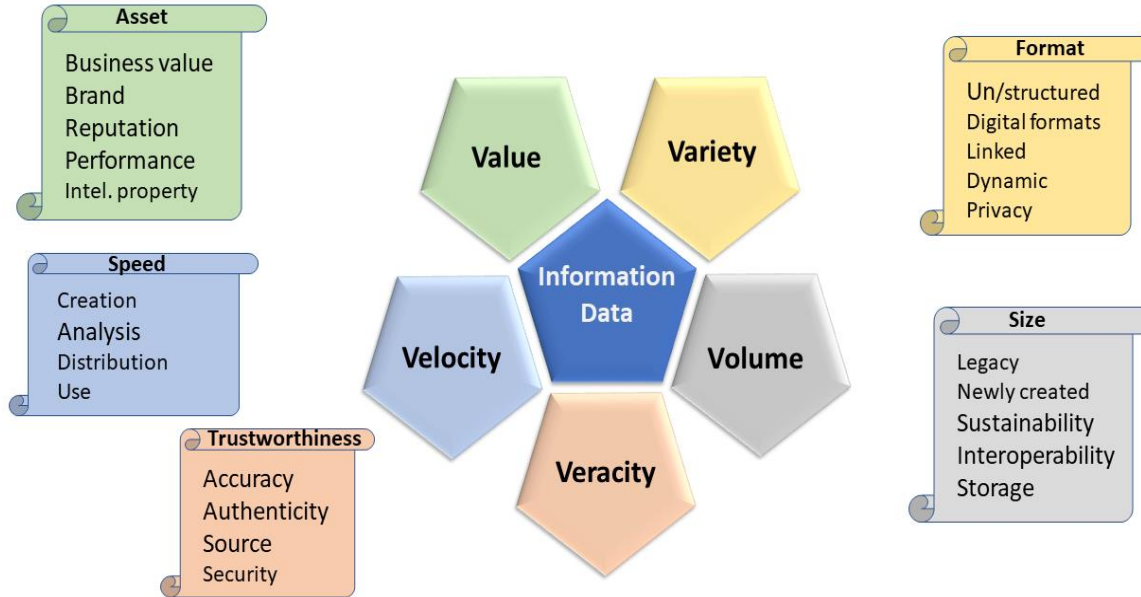 Asset
Business value
Brand
Reputation
Performance
Intel. property
Speed
Creation
Analysis
Distribution
Use
Trustworthiness
Accuracy
Authenticity
Source
Security
Value
Variety
Information
Data
Velocity
Volume
Veracity
Format
Un/structured
Digital formats
Linked
Dynamic
Privacy
Size
Legacy
Newly created
Sustainability
Interoperability
Storage